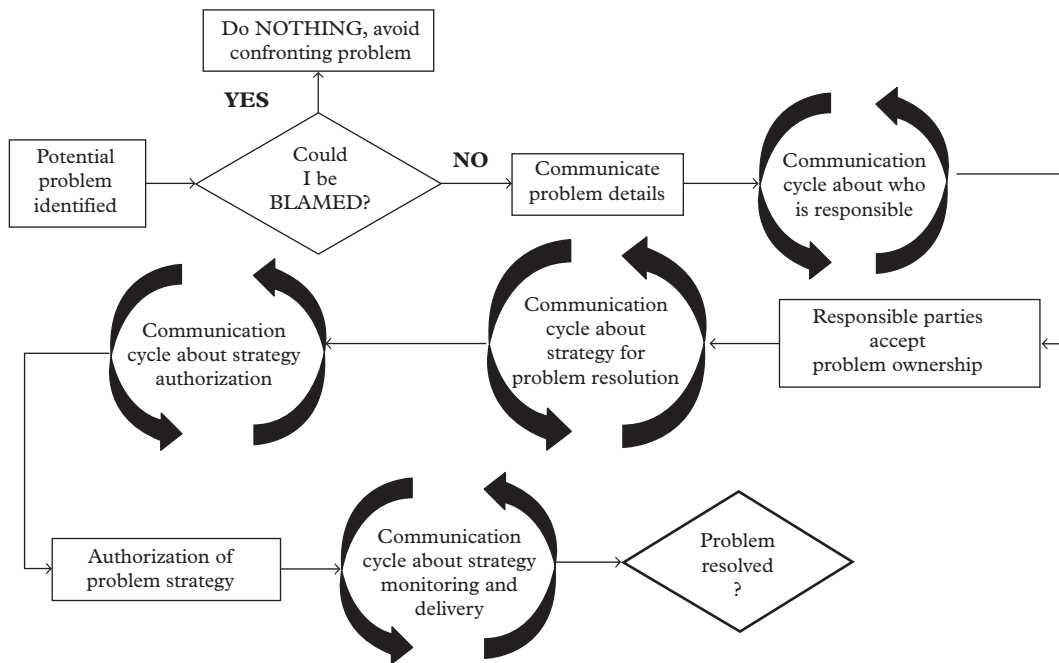 Do NOTHING, avoid
confronting problem
YES
Potential
problem
identified
Could
I be
BLAMED?
NO
Communicate
problem details
Communication
cycle about who
is responsible
Responsible parties
accept
problem ownership
Communication
cycle about
strategy for
problem resolution
Communication
cycle about strategy
authorization
Authorization of
problem strategy
Communication
cycle about strategy
monitoring and
delivery
Problem
resolved
?